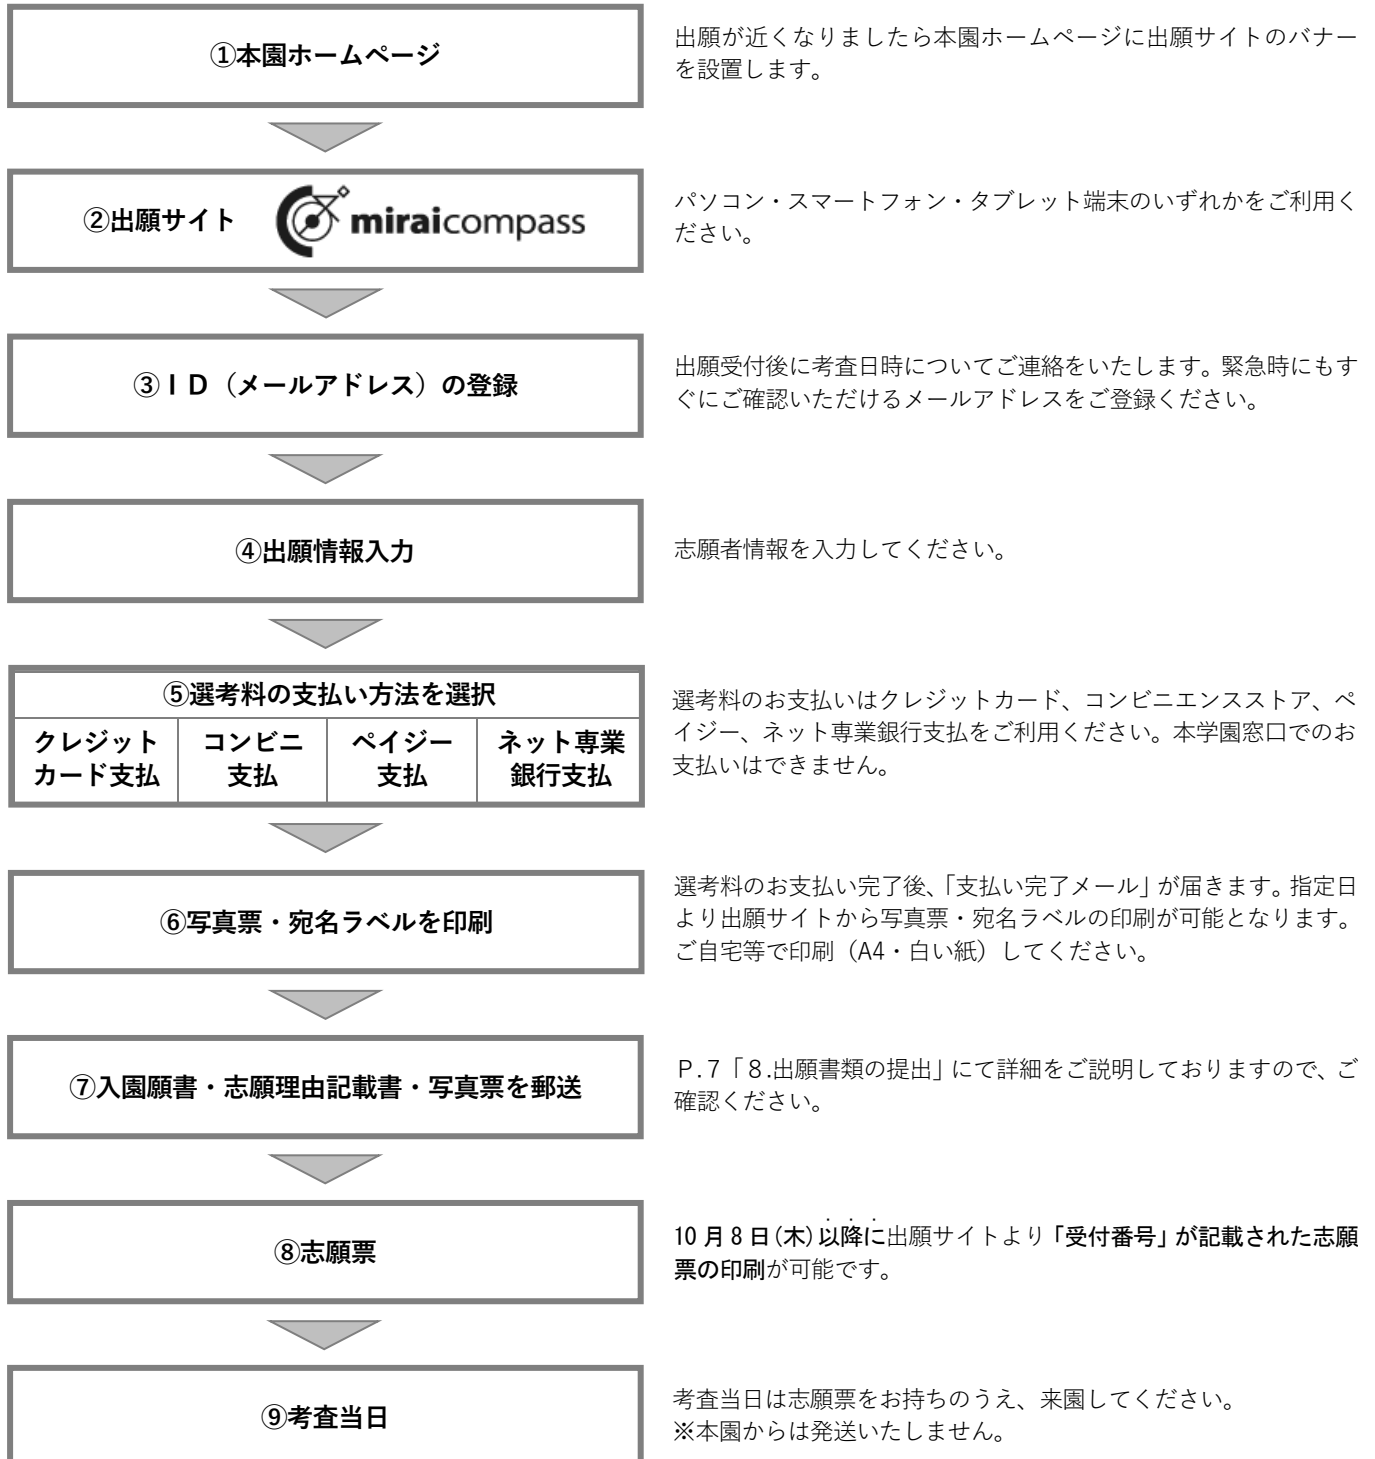 ①本園ホームページ
出願が近くなりましたら本園ホームページに出願サイトのバナー
を設置します。
②出願サイト miraicompass
パソコン・スマートフォン・タブレット端末のいずれかをご利用く
ださい。
③ＩＤ（メールアドレス）の登録
出願受付後に考査日時についてご連絡をいたします。緊急時にもす
ぐにご確認いただけるメールアドレスをご登録ください。
④出願情報入力
志願者情報を入力してください。
⑤選考料の支払い方法を選択
クレジット
カード支払
コンビニ
支払
ペイジー
支払
ネット専業
銀行支払
選考料のお支払いはクレジットカード、コンビニエンスストア、ペ
イジー、ネット専業銀行支払をご利用ください。本学園窓口でのお
支払いはできません。
⑥写真票・宛名ラベルを印刷
選考料のお支払い完了後、「支払い完了メール」が届きます。指定日
より出願サイトから写真票・宛名ラベルの印刷が可能となります。
ご自宅等で印刷（A4・白い紙）してください。
⑦入園願書・志願理由記載書・写真票を郵送
Ｐ.７「８.出願書類の提出」にて詳細をご説明しておりますので、ご
確認ください。
⑧志願票
10月8日(木)以降に出願サイトより「受付番号」が記載された志願
票の印刷が可能です。
⑨考査当日
考査当日は志願票をお持ちのうえ、来園してください。
※本園からは発送いたしません。